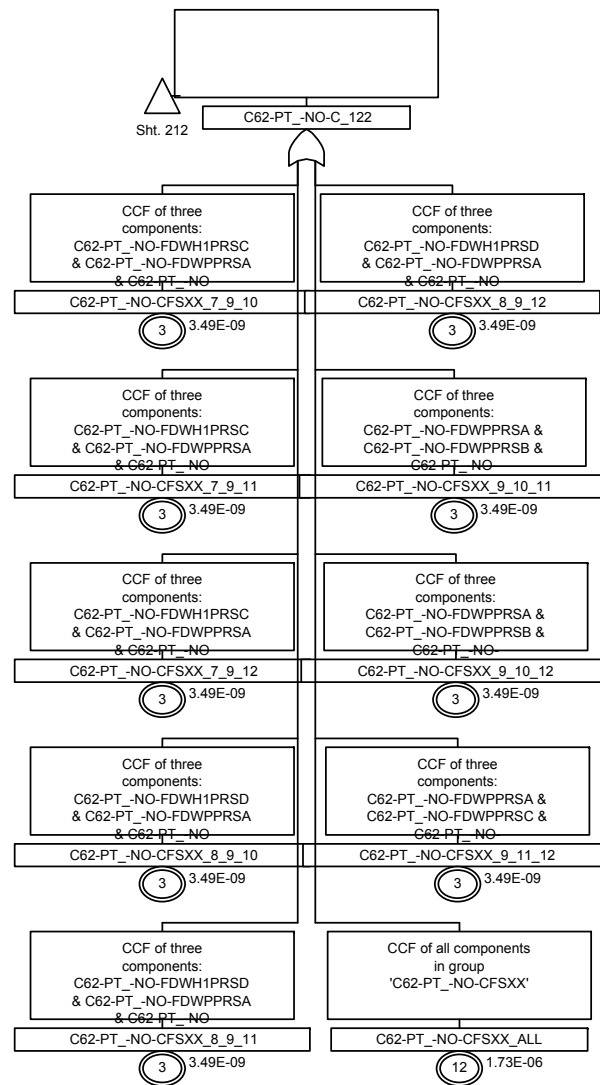 C62-PT_-NO-C_122
Sht. 212
CCF of three
components:
C62-PT_-NO-FDWH1PRSC
& C62-PT_-NO-FDWPPRSA
& C62-PT_-NO
C62-PT_-NO-CFSXX_7_9_10
3
3.49E-09
CCF of three
components:
C62-PT_-NO-FDWH1PRSD
& C62-PT_-NO-FDWPPRSA
& C62-PT_-NO
C62-PT_-NO-CFSXX_8_9_12
3
3.49E-09
CCF of three
components:
C62-PT_-NO-FDWH1PRSC
& C62-PT_-NO-FDWPPRSA
& C62-PT_-NO
C62-PT_-NO-CFSXX_7_9_11
3
3.49E-09
CCF of three
components:
C62-PT_-NO-FDWPPRSA &
C62-PT_-NO-FDWPPRSB &
C62-PT_-NO
C62-PT_-NO-CFSXX_9_10_11
3
3.49E-09
CCF of three
components:
C62-PT_-NO-FDWH1PRSC
& C62-PT_-NO-FDWPPRSA
& C62-PT_-NO
C62-PT_-NO-CFSXX_7_9_12
3
3.49E-09
CCF of three
components:
C62-PT_-NO-FDWPPRSA &
C62-PT_-NO-FDWPPRSB &
C62-PT_-NO-
C62-PT_-NO-CFSXX_9_10_12
3
3.49E-09
CCF of three
components:
C62-PT_-NO-FDWH1PRSD
& C62-PT_-NO-FDWPPRSA
& C62-PT_-NO
C62-PT_-NO-CFSXX_8_9_10
3
3.49E-09
CCF of three
components:
C62-PT_-NO-FDWPPRSA &
C62-PT_-NO-FDWPPRSC &
C62-PT_-NO
C62-PT_-NO-CFSXX_9_11_12
3
3.49E-09
CCF of three
components:
C62-PT_-NO-FDWH1PRSD
& C62-PT_-NO-FDWPPRSA
& C62-PT_-NO
C62-PT_-NO-CFSXX_8_9_11
3
3.49E-09
CCF of all components
in group
'C62-PT_-NO-CFSXX'
C62-PT_-NO-CFSXX_ALL
12
1.73E-06